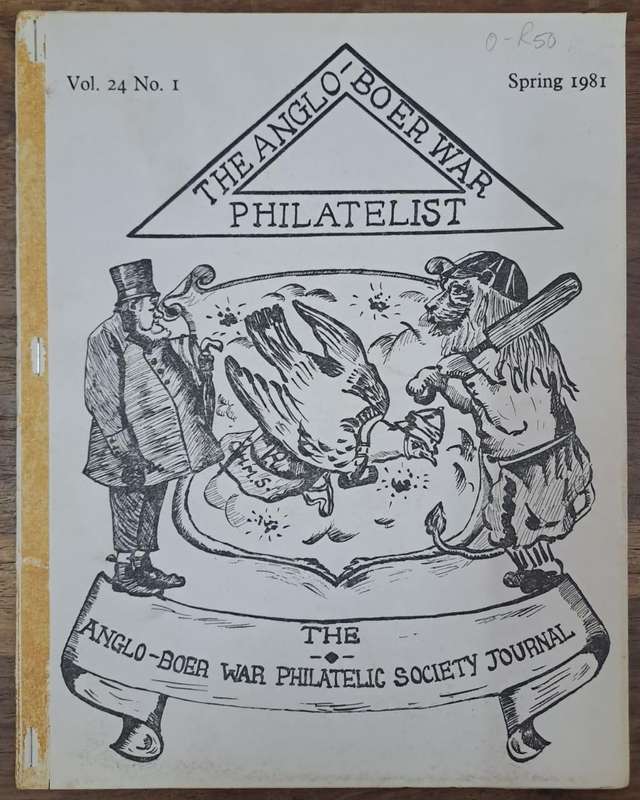 O-R50
Vol. 24 No. 1
Spring 1981
THE ANGLO-BOER WAR
PHILATELIST
HMS
THE
ANGLO-BOER WAR PHILATELIC SOCIETY JOURNAL